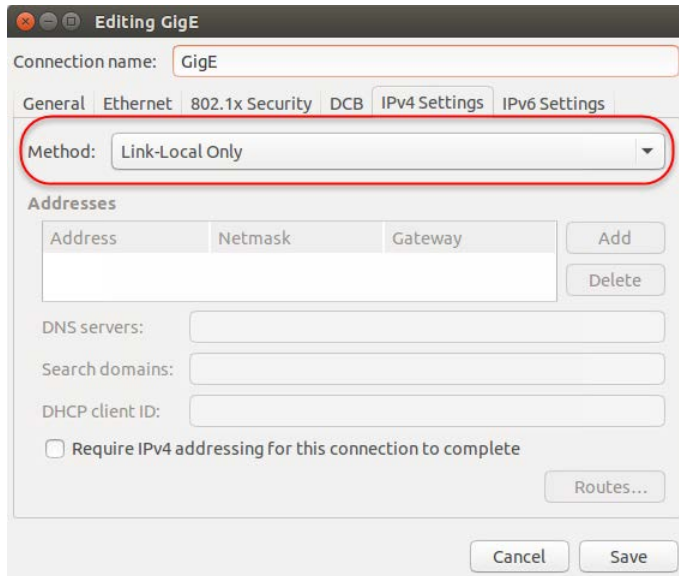 Editing GigE
Connection name: GigE
General Ethernet 802.1x Security DCB IPv4 Settings IPv6 Settings
Method: Link-Local Only
Addresses
Address Netmask Gateway Add
Delete
DNS servers:
Search domains:
DHCP client ID:
Require IPv4 addressing for this connection to complete
Routes...
Cancel Save